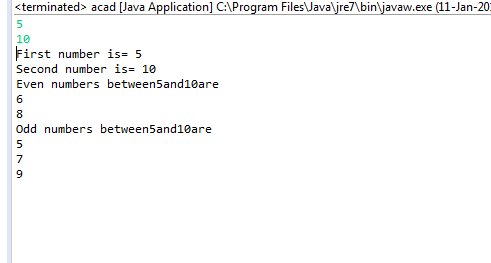 <terminated> acad [Java Application] C:\Program Files\Java\jre7\bin\javaw.exe (11-Jan-20
5
10
First number is= 5
Second number is= 10
Even numbers between5and10are
6
8
Odd numbers between5and10are
5
7
9